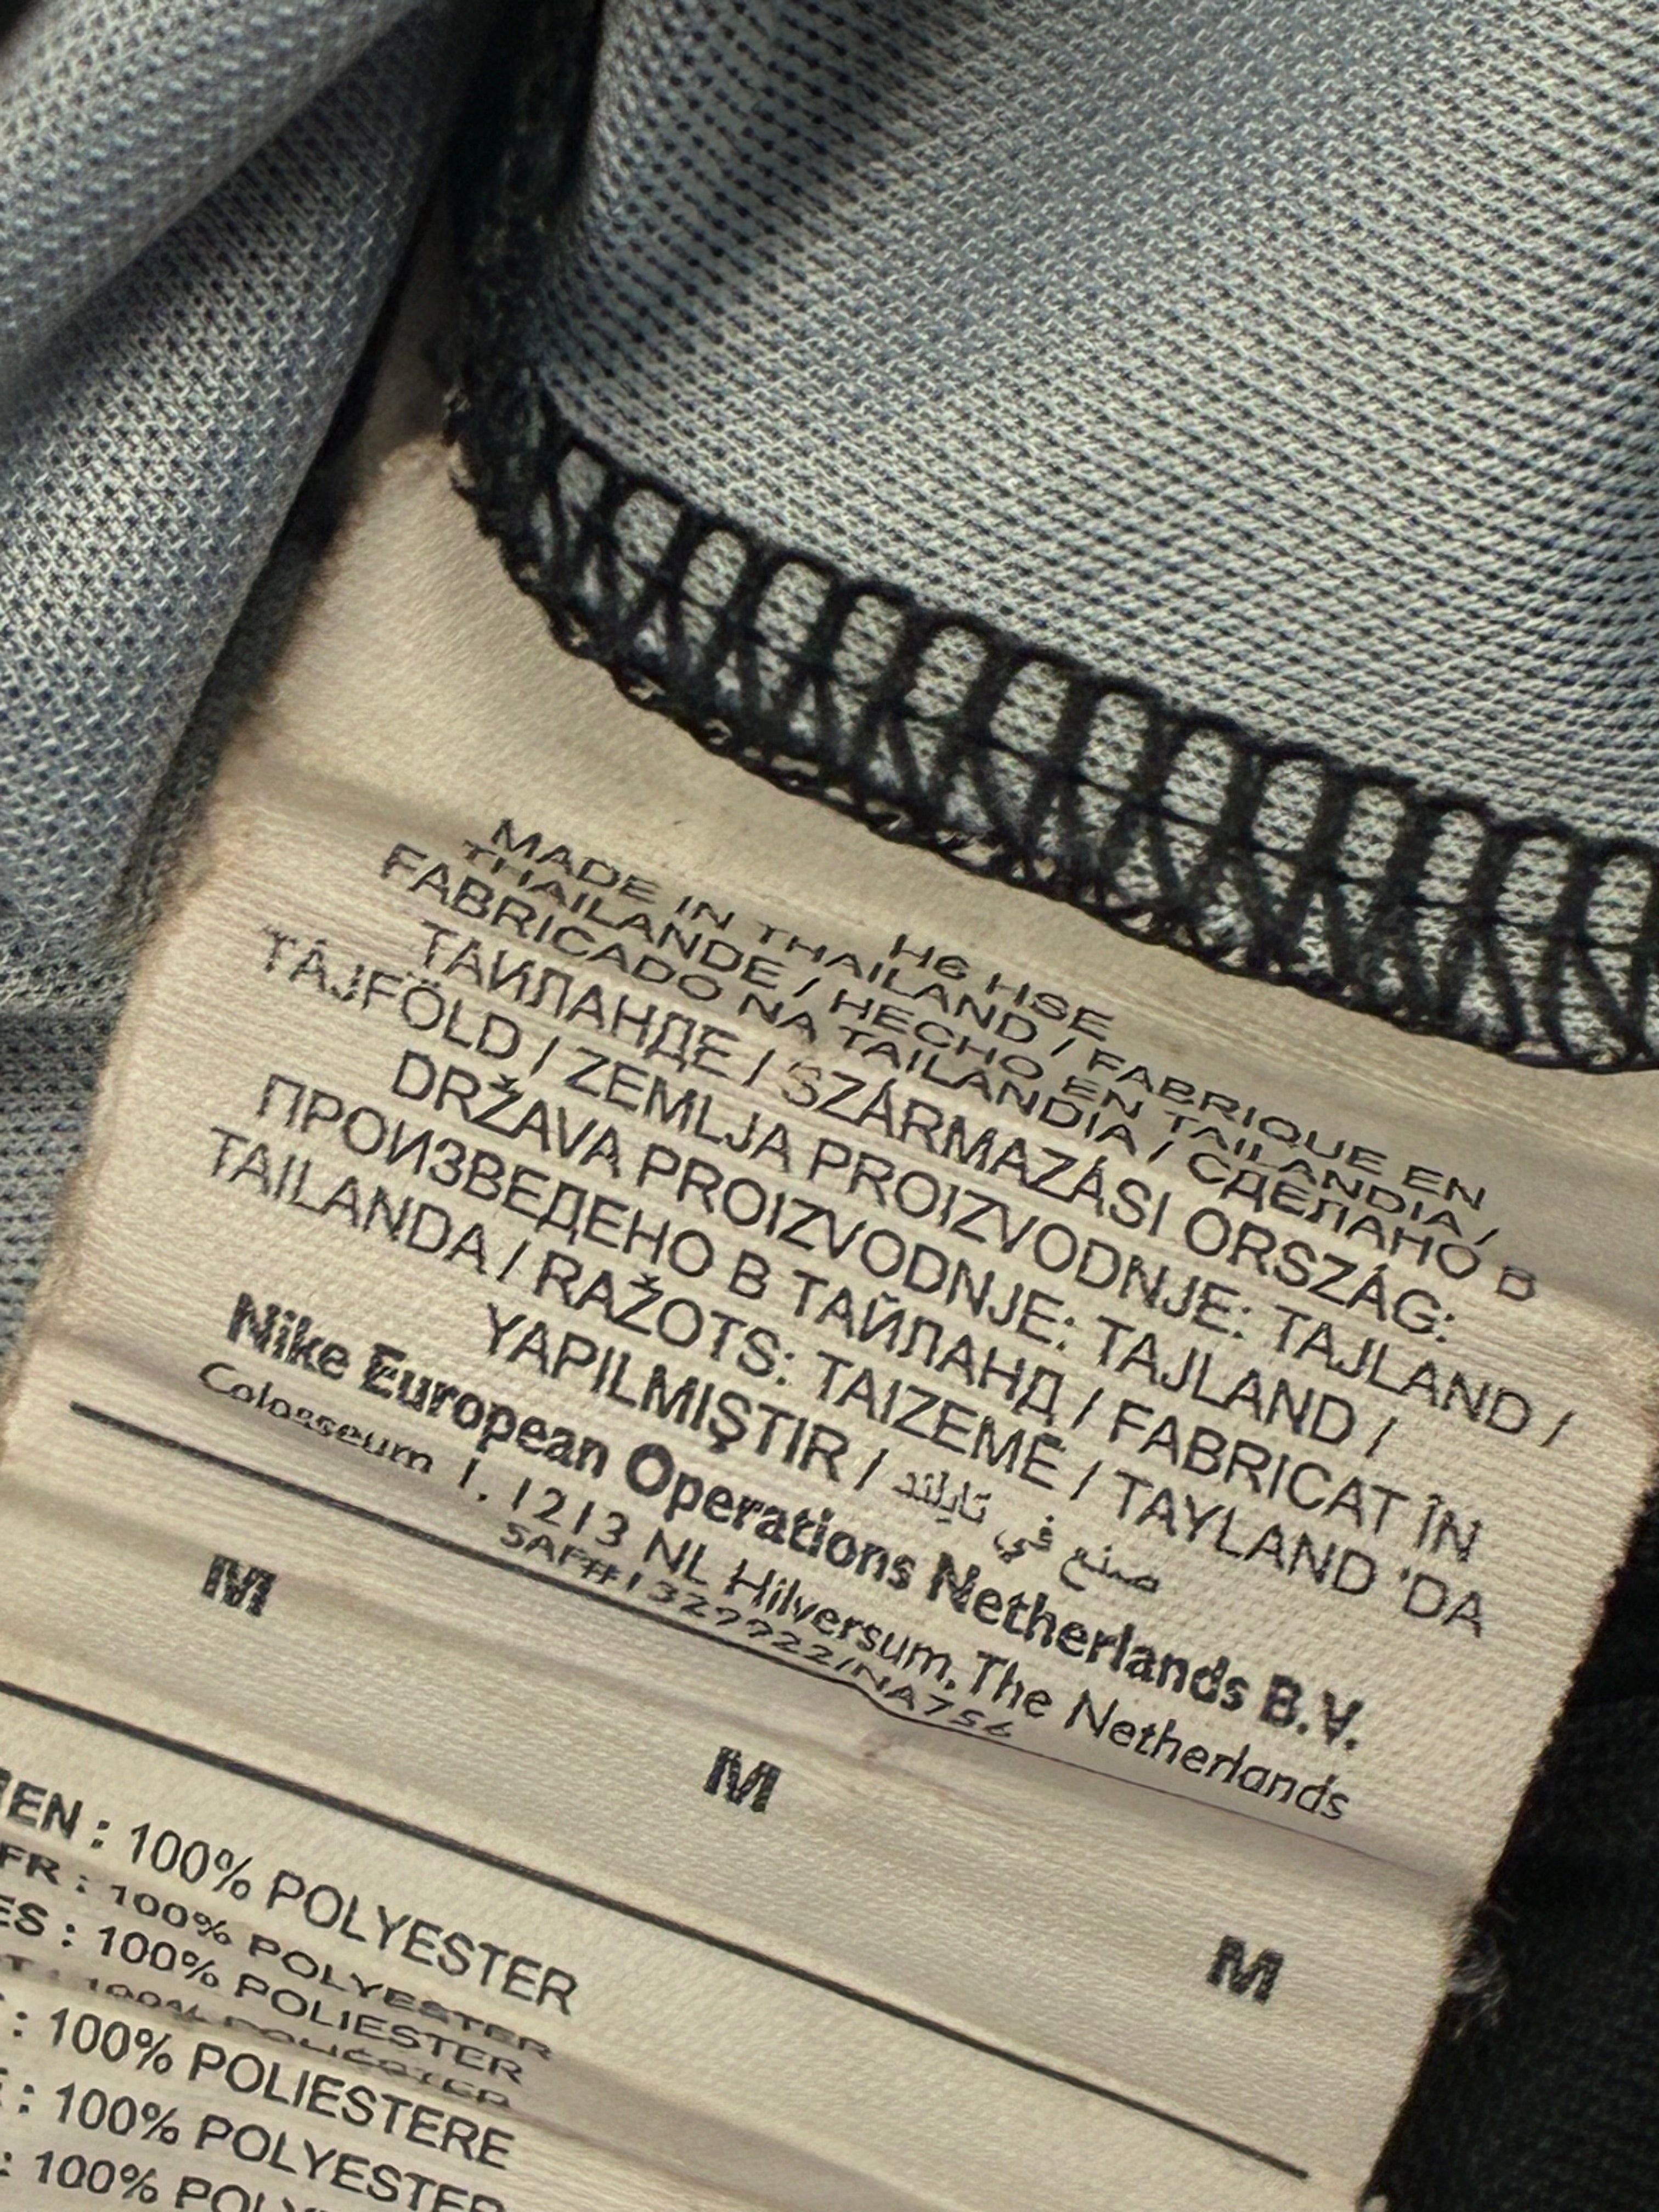 H6 HSE
MADE IN THAILAND / FABRIQUE EN
THAILANDE / HECHO EN TAILANDIA /
FABRICADO NA TAILÂNDIA / СДЕЛАНО В
ТАИЛАНДЕ / SZÁRMAZÁSI ORSZÁG:
TÁJFÖLD / ZEMLJA PROIZVODNJE: TAJLAND /
DRŽAVA PROIZVODNJE: TAJLAND /
ПРОИЗВЕДЕНО В ТАЙЛАНД / FABRICAT ÎN
TAILANDA / RAŽOTS: TAIZEMĒ / TAYLAND 'DA
YAPILMIŞTIR / صنع في تايلند
Nike European Operations Netherlands B.V.
Colosseum 1, 1213 NL Hilversum, The Netherlands
M M M
EN : 100% POLYESTER
FR : 100% POLYESTER
ES : 100% POLIESTER
: 100% POLIESTER
: 100% POLIESTERE
: 100% POLYESTER
: 100%